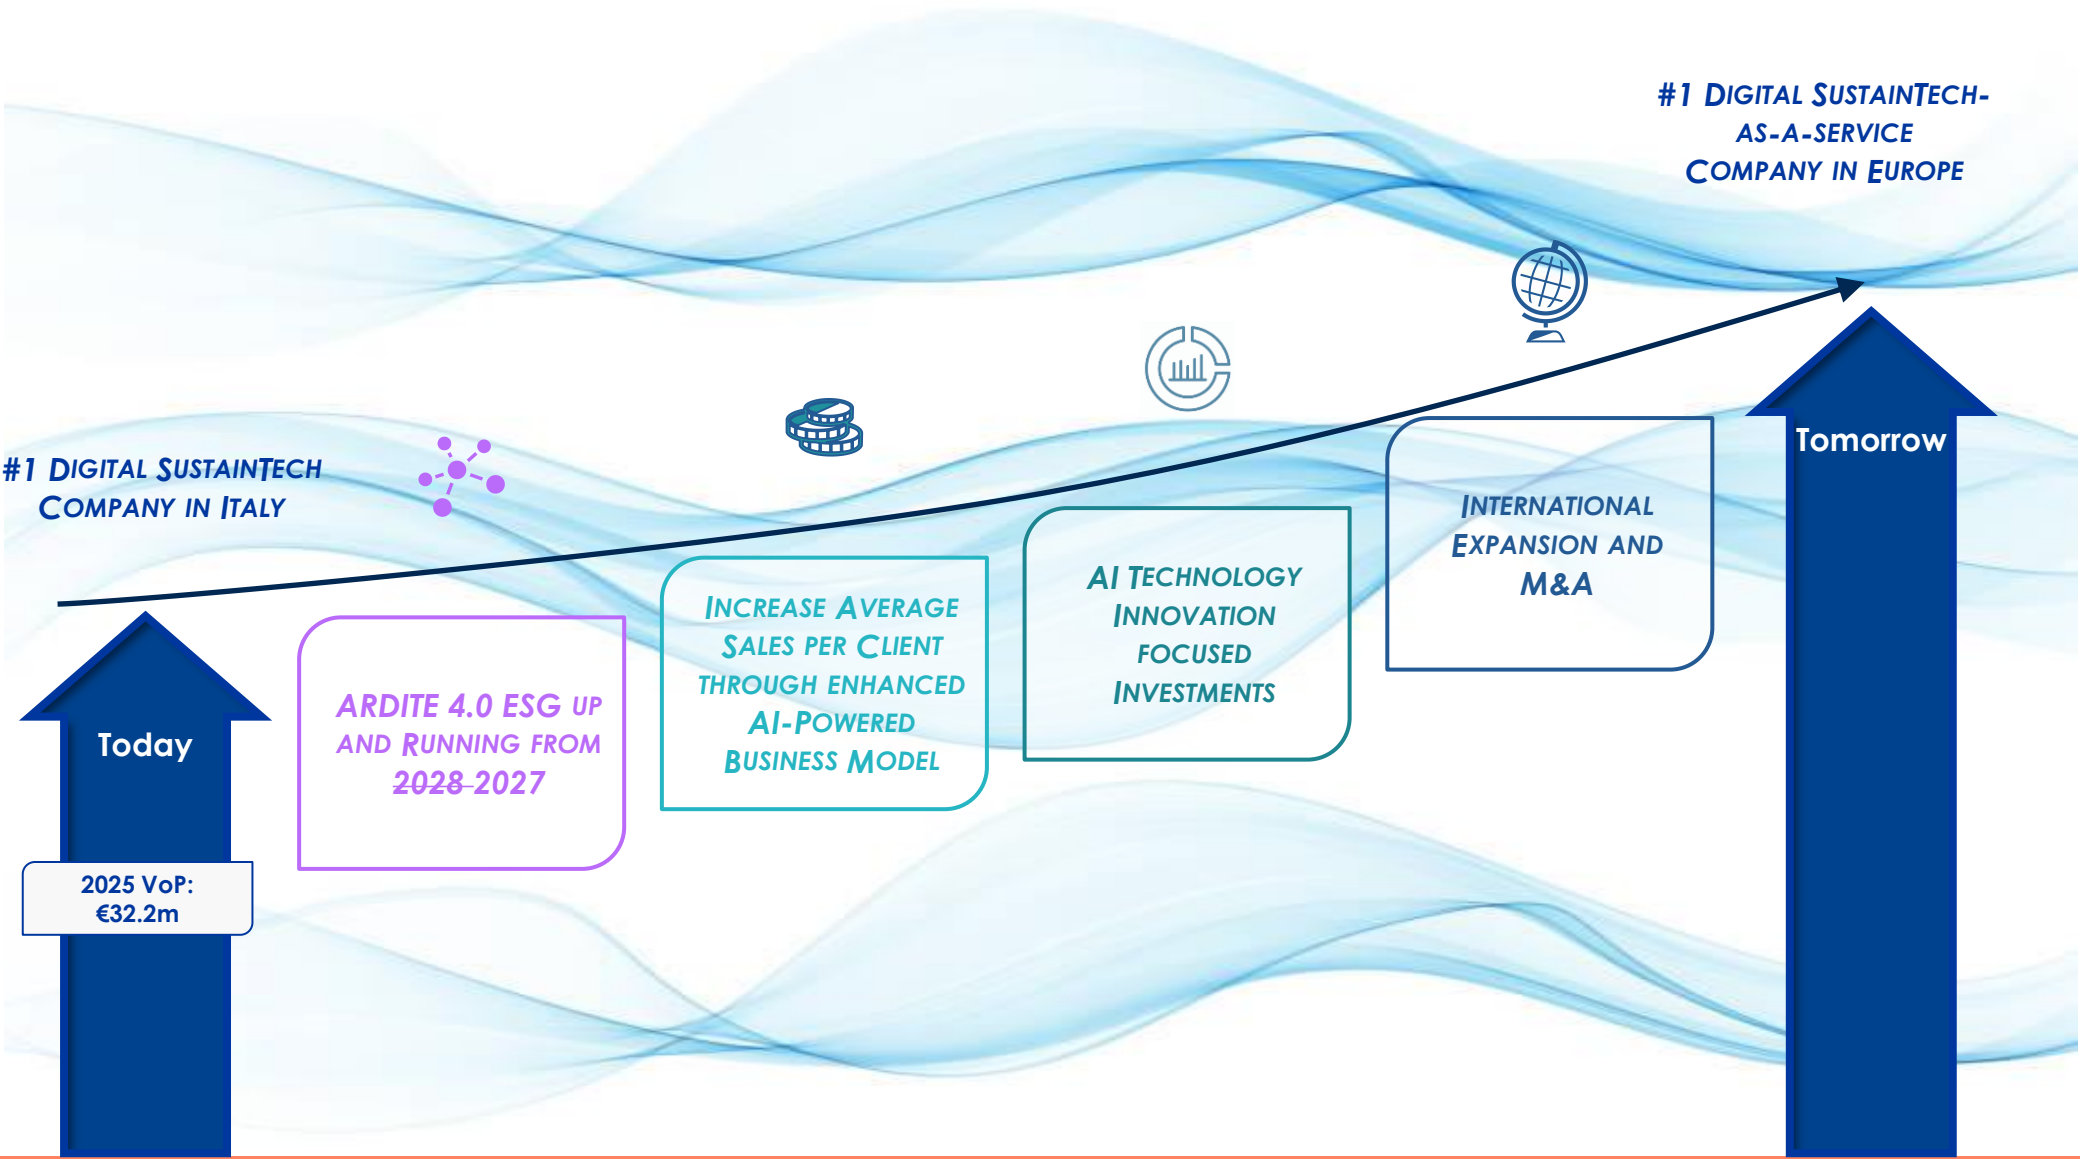 #1 Digital SustainTech-
as-a-service
Company in Europe
#1 Digital SustainTech
Company in Italy
Today
2025 VoP:
€32.2m
ARDITE 4.0 ESG up
and Running from
2028 2027
Increase Average
Sales per Client
through enhanced
AI-Powered
Business Model
AI Technology
Innovation
focused
Investments
International
Expansion and
M&A
Tomorrow